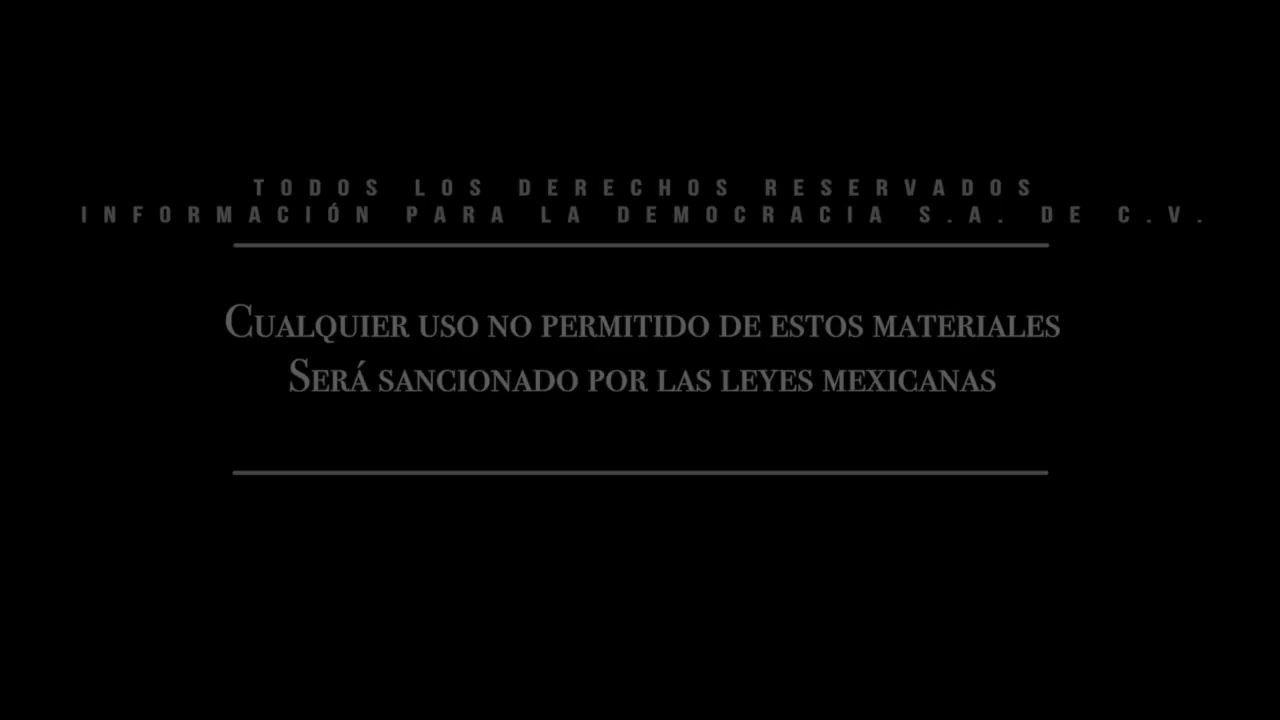 TODOS LOS DERECHOS RESERVADOS
INFORMACIÓN PARA LA DEMOCRACIA S.A. DE C.V.
Cualquier uso no permitido de estos materiales
Será sancionado por las leyes mexicanas